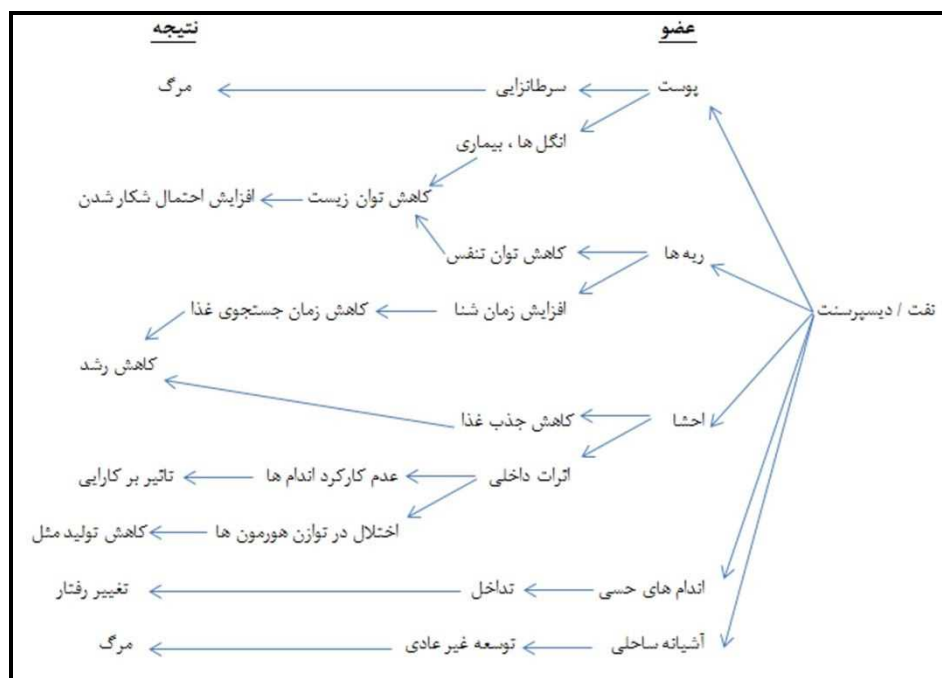 عضو نتیجه
پوست سرطانزایی مرگ
انگل ها ، بیماری
کاهش توان زیست افزایش احتمال شکار شدن
ریه ها کاهش توان تنفس
نفت / دیسپرسنت افزایش زمان شنا کاهش زمان جستجوی غذا
کاهش رشد
احشا کاهش جذب غذا
اثرات داخلی عدم کارکرد اندام ها تاثیر بر کارایی
اختلال در توازن هورمون ها کاهش تولید مثل
اندام های حسی تداخل تغییر رفتار
آشیانه ساحلی توسعه غیر عادی مرگ